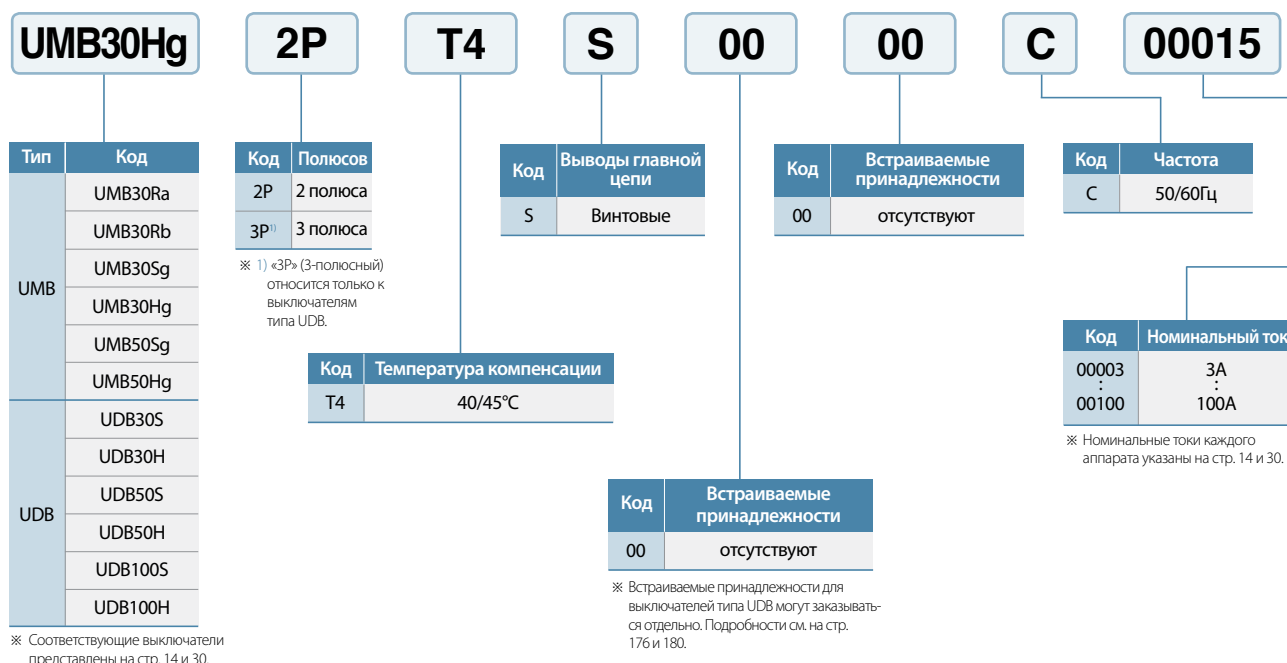 UMB30Hg 2P T4 S 00 00 C 00015
Тип Код
UMB
UMB30Ra
UMB30Rb
UMB30Sg
UMB30Hg
UMB50Sg
UMB50Hg
UDB
UDB30S
UDB30H
UDB50S
UDB50H
UDB100S
UDB100H
※ Соответствующие выключатели
представлены на стр. 14 и 30.
Код Полюсов
2P 2 полюса
3P¹⁾ 3 полюса
※ 1) «3P» (3-полюсный)
относится только к
выключателям
типа UDB.
Код Температура компенсации
T4 40/45°C
Код Выводы главной
цепи
S Винтовые
Код Встраиваемые
принадлежности
00 отсутствуют
※ Встраиваемые принадлежности для
выключателей типа UDB могут заказывать-
ся отдельно. Подробности см. на стр.
176 и 180.
Код Встраиваемые
принадлежности
00 отсутствуют
Код Частота
C 50/60Гц
Код Номинальный ток
00003 3A
: :
00100 100A
※ Номинальные токи каждого
аппарата указаны на стр. 14 и 30.